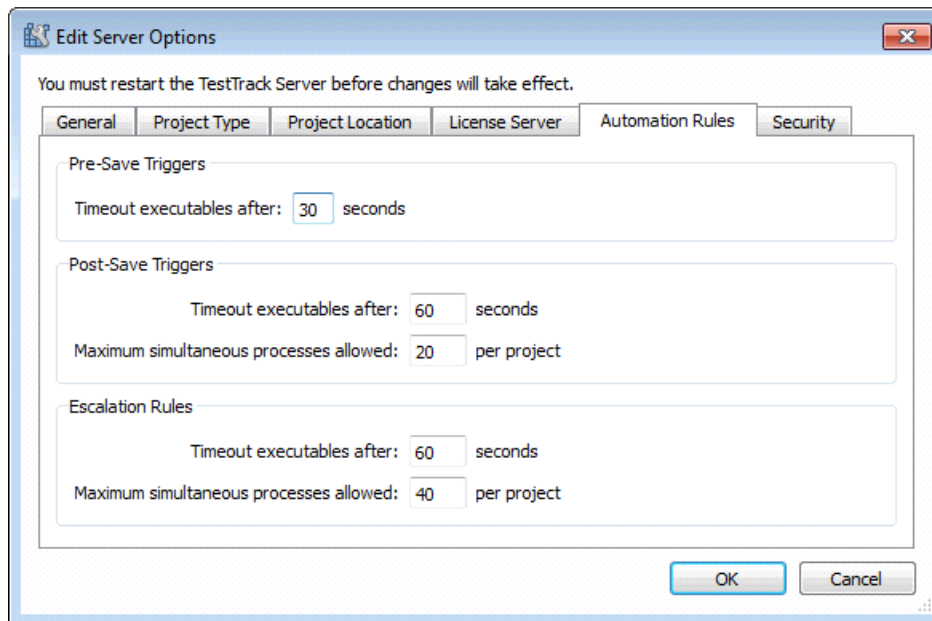 Edit Server Options
You must restart the TestTrack Server before changes will take effect.
General Project Type Project Location License Server Automation Rules Security
Pre-Save Triggers
Timeout executables after: 30 seconds
Post-Save Triggers
Timeout executables after: 60 seconds
Maximum simultaneous processes allowed: 20 per project
Escalation Rules
Timeout executables after: 60 seconds
Maximum simultaneous processes allowed: 40 per project
OK Cancel